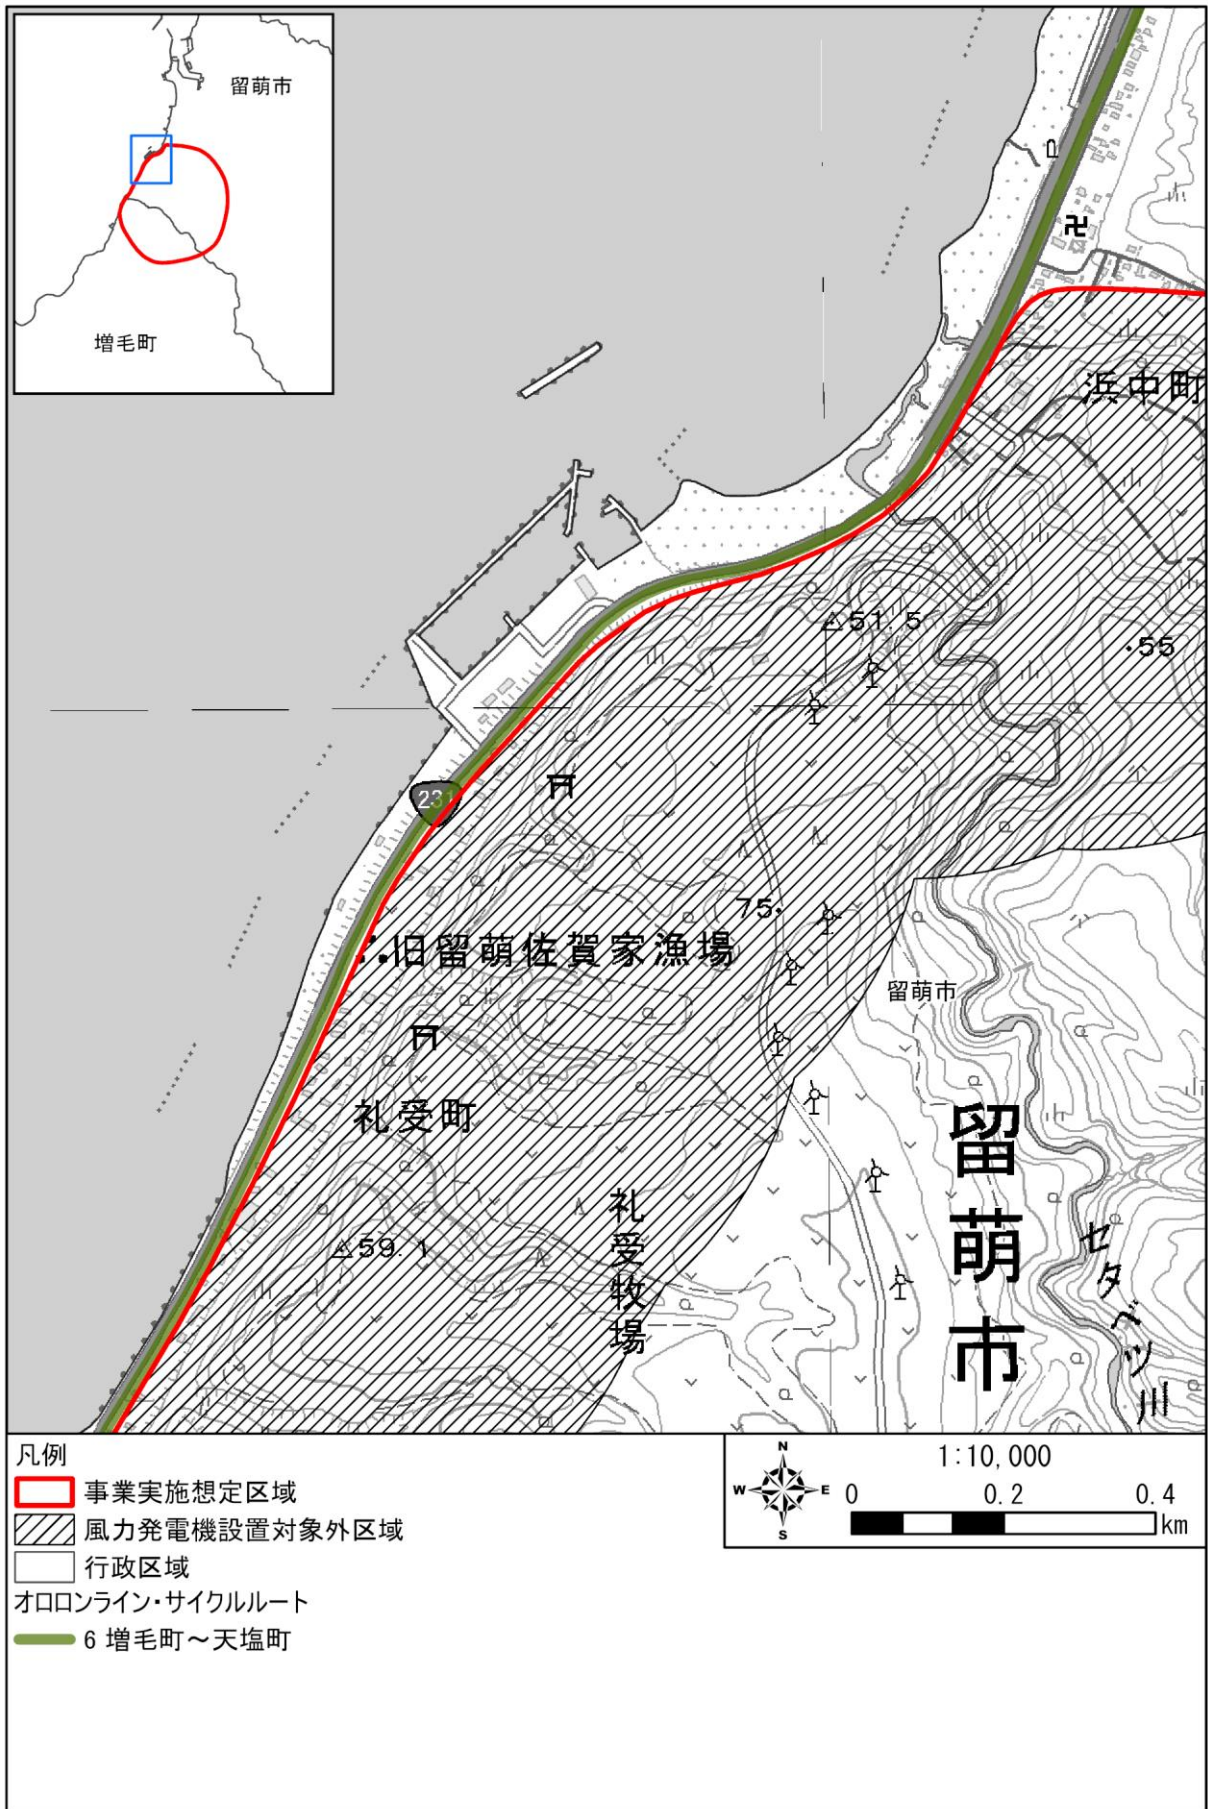 留萌市
増毛町
浜中町
51.5
55
231
75
旧留萌佐賀家漁場
留萌市
礼受町
礼受牧場
留萌市
セタベツ川
59.1
凡例
事業実施想定区域
風力発電機設置対象外区域
行政区域
オロロンライン・サイクルルート
6 増毛町～天塩町
N
W E
S
1:10,000
0 0.2 0.4
km